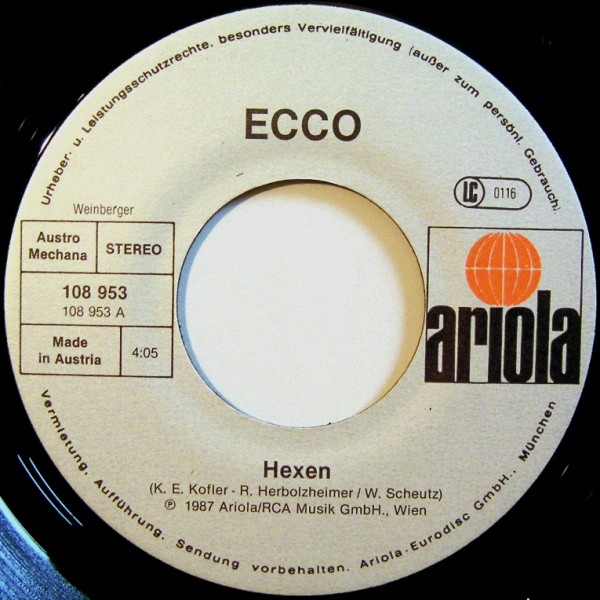 Urheber- u. Leistungsschutzrechte, besonders Vervielfältigung (außer zum persönl. Gebrauch)
ECCO
LC 0116
Weinberger
Austro
Mechana
STEREO
108 953
108 953 A
Made
in Austria
4:05
ariola
Hexen
(K. E. Kofler - R. Herbolzheimer / W. Scheutz)
℗ 1987 Ariola/RCA Musik GmbH., Wien
Vermietung, Aufführung, Sendung vorbehalten. Ariola-Eurodisc GmbH., München